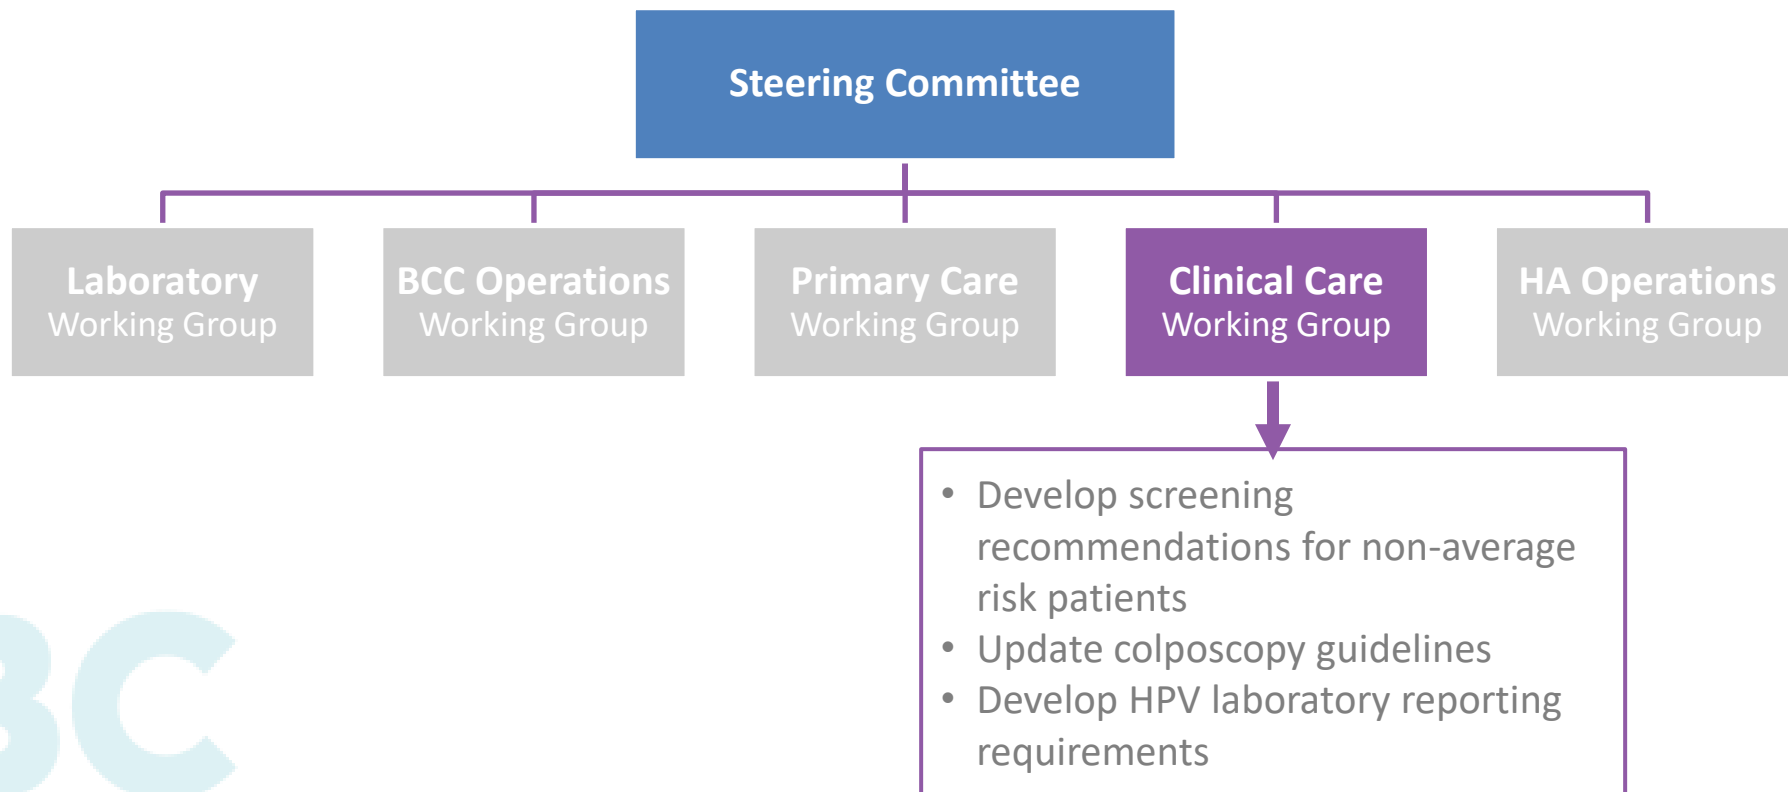 Steering Committee
Laboratory
Working Group
BCC Operations
Working Group
Primary Care
Working Group
Clinical Care
Working Group
HA Operations
Working Group
• Develop screening
recommendations for non-average
risk patients
• Update colposcopy guidelines
• Develop HPV laboratory reporting
requirements
BC